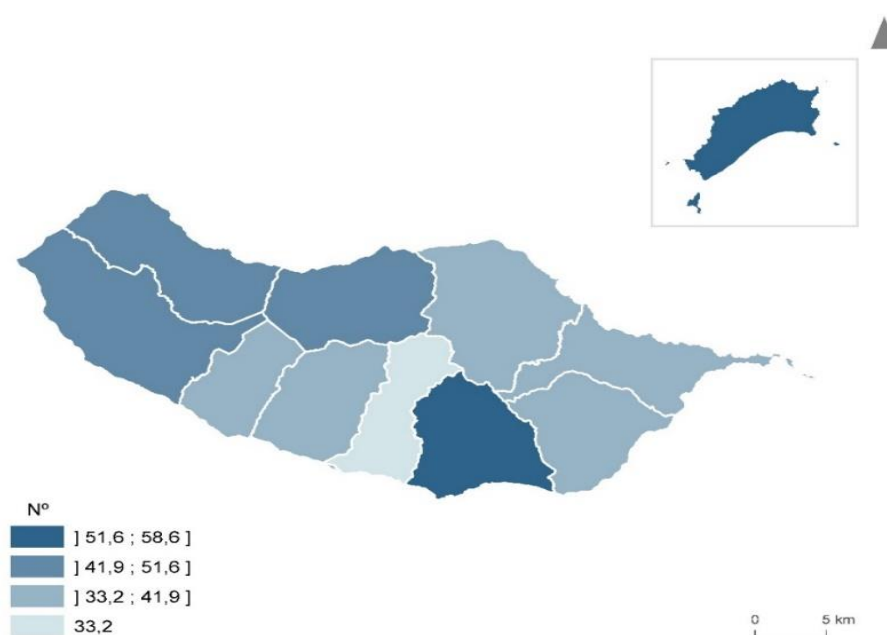 Nº
] 51,6 ; 58,6 ]
] 41,9 ; 51,6 ]
] 33,2 ; 41,9 ]
33,2
0 5 km